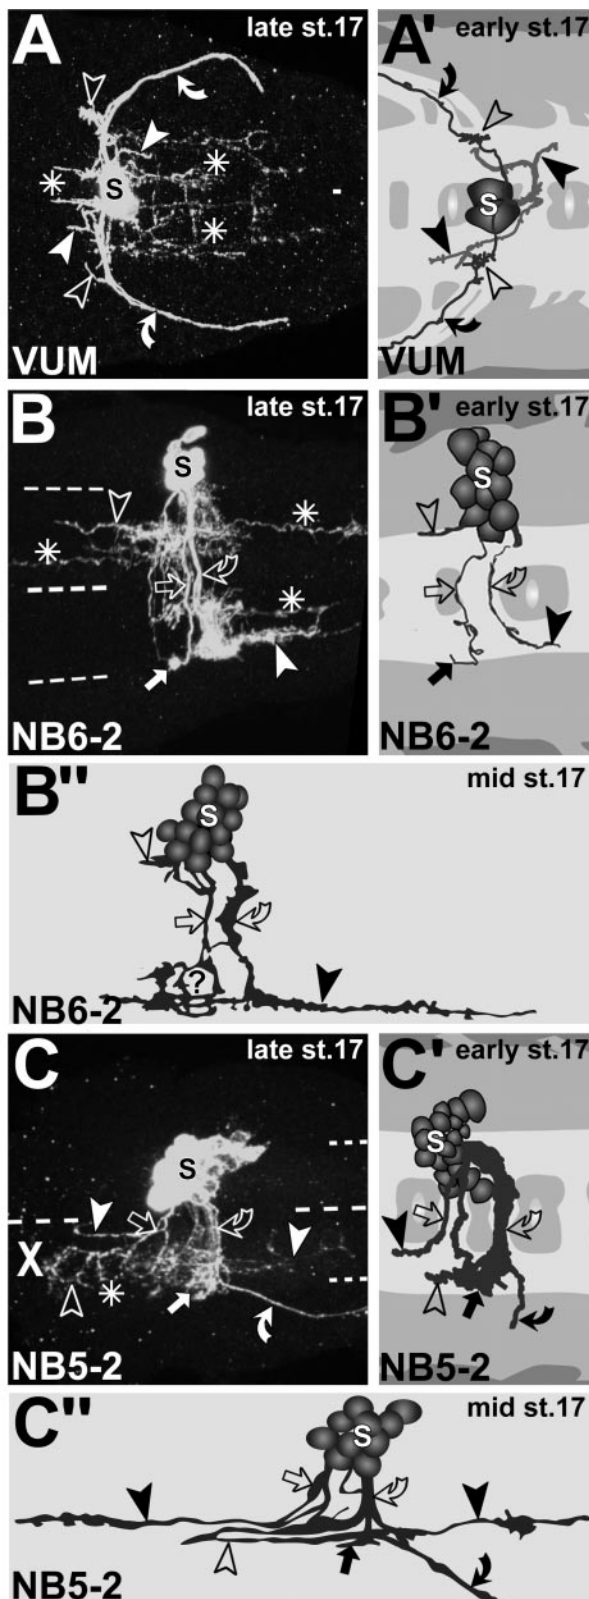 A late st.17
S
VUM
A' early st.17
S
VUM
B late st.17
S
NB6-2
B' early st.17
S
NB6-2
B'' mid st.17
S
?
NB6-2
C late st.17
S
X
NB5-2
C' early st.17
S
NB5-2
C'' mid st.17
S
NB5-2